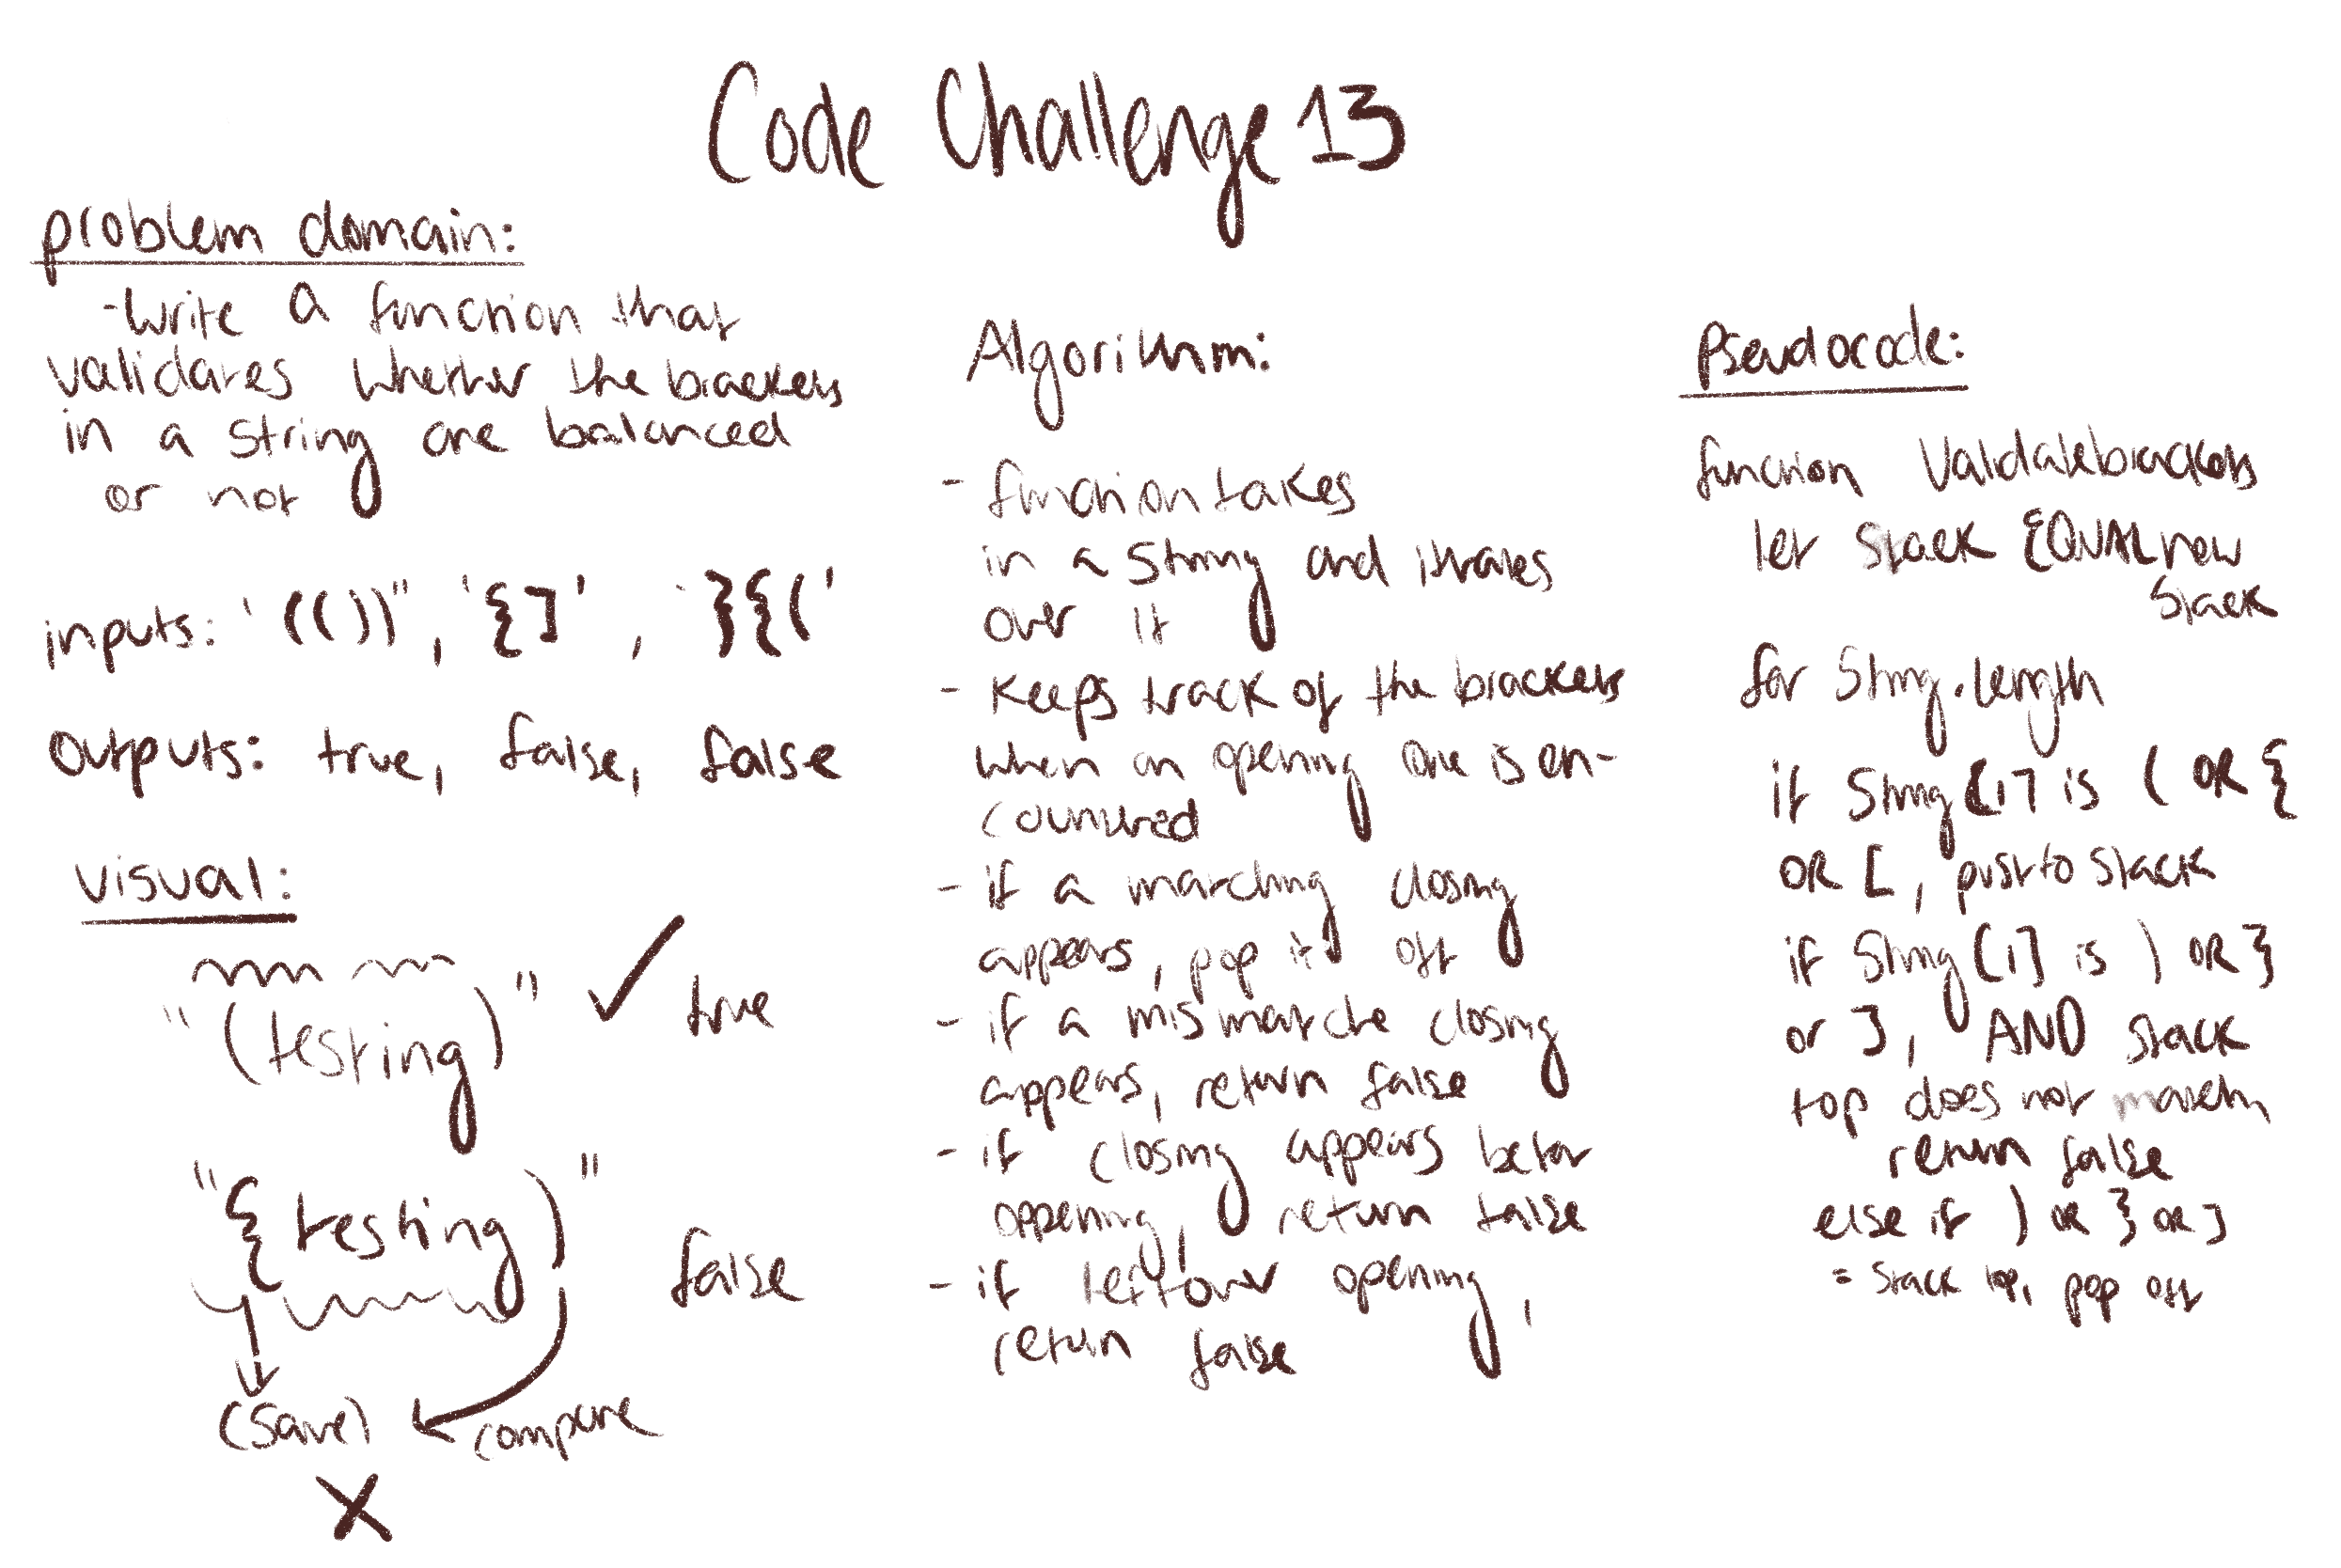 Code Challenge 13
problem domain:
-write a function that
validates whether the brackets
in a string are balanced
or not
inputs: '(())", '{]', '}{('
outputs: true, false, false
visual:
"(testing)" ✓ true
"{testing)" false
(save) compare
X
Algorithm:
- function takes
in a string and itrates
over it
- keeps track of the brackets
when an opening one is en-
countered
- if a matching closing
appears, pop it off
- if a mismatche closing
appears, return false
- if closing appears befor
oppening, return false
- if leftover opening,
return false
Pseudocode:
function Validatebrackets
let stack EQUAL new
Stack
for String.length
if String[i] is ( OR {
OR [, push to stack
if String[i] is ) OR }
or ], AND stack
top does not match
return false
else if ) OR } OR ]
= stack top, pop off